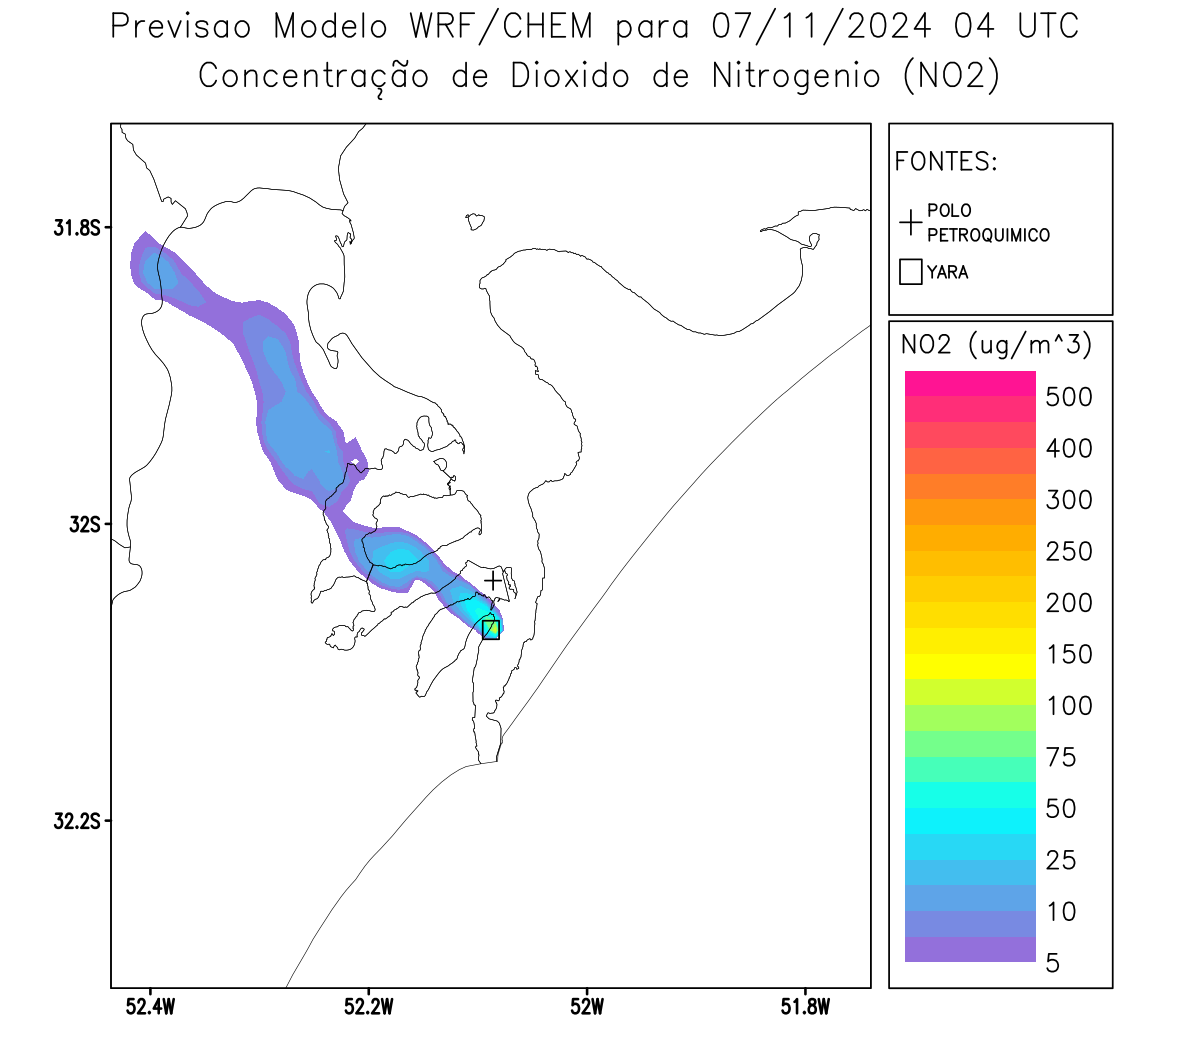 Previsao Modelo WRF/CHEM para 07/11/2024 04 UTC
Concentração de Dioxido de Nitrogenio (NO2)
FONTES:
POLO
PETROQUIMICO
YARA
NO2 (ug/m^3)
500
400
300
250
200
150
100
75
50
25
10
5
31.8S
32S
32.2S
52.4W
52.2W
52W
51.8W